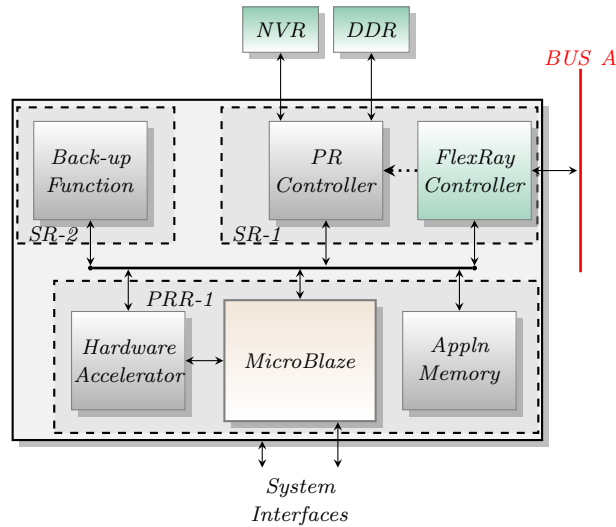 NVR
DDR
BUS A
Back-up
Function
PR
Controller
FlexRay
Controller
SR-2
SR-1
PRR-1
Hardware
Accelerator
MicroBlaze
Appln
Memory
System
Interfaces